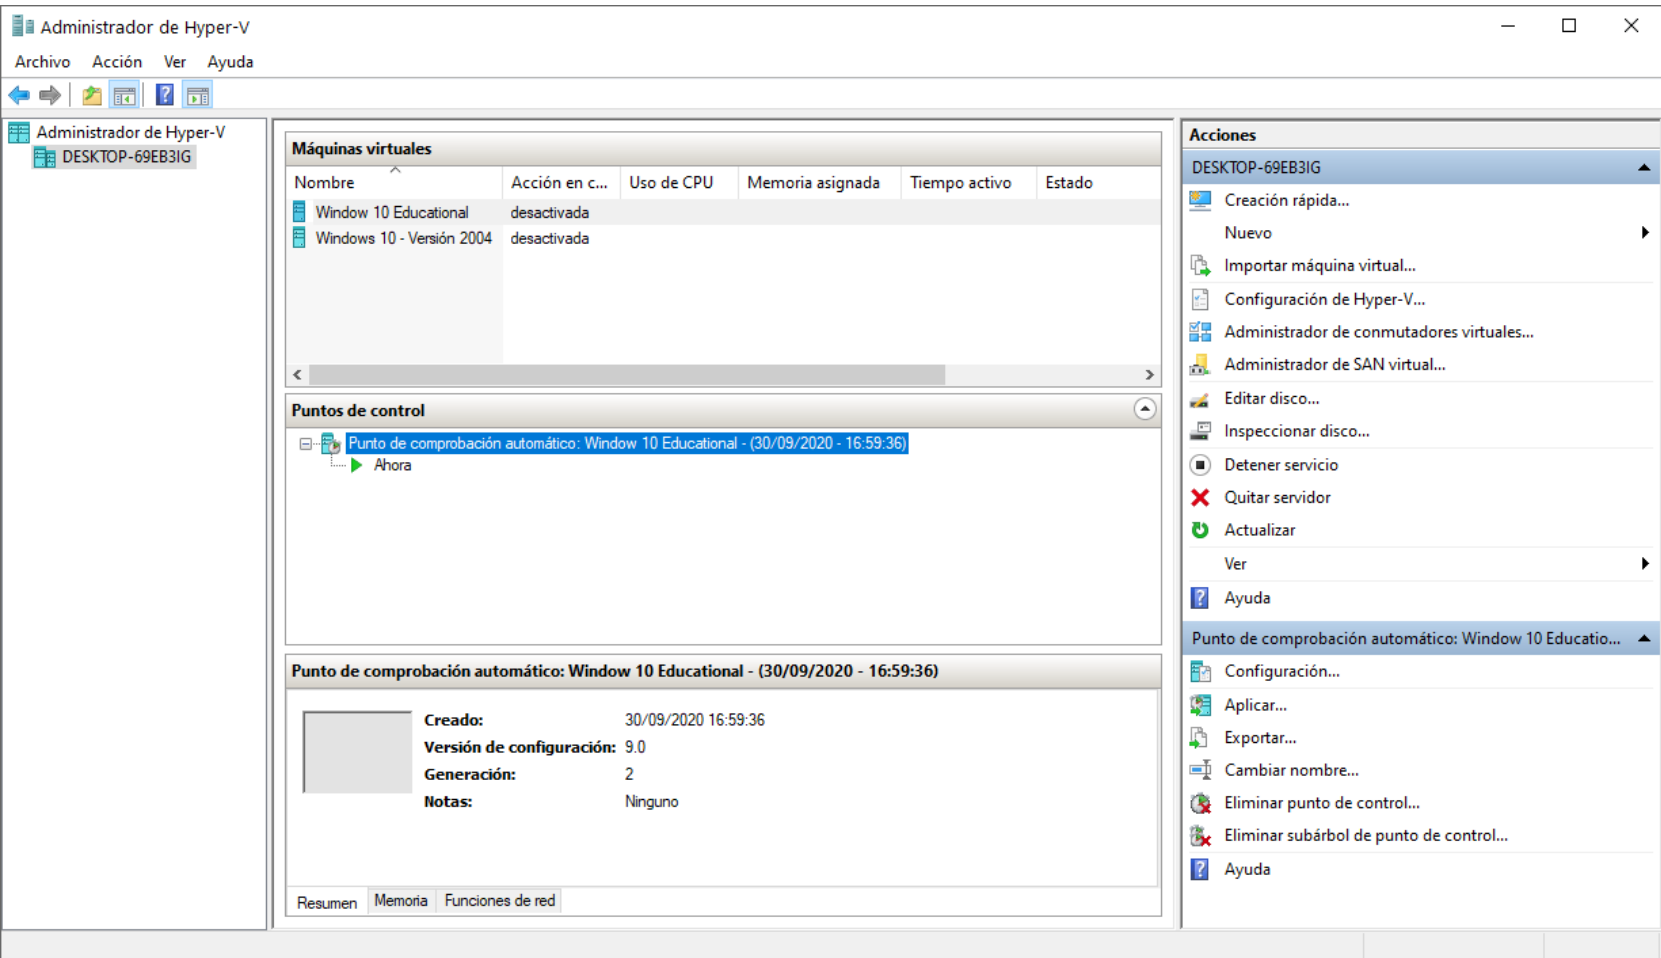 Administrador de Hyper-V
Archivo Acción Ver Ayuda
Administrador de Hyper-V
DESKTOP-69EB3IG
Máquinas virtuales
Nombre Acción en c... Uso de CPU Memoria asignada Tiempo activo Estado
Window 10 Educational desactivada
Windows 10 - Versión 2004 desactivada
Puntos de control
Punto de comprobación automático: Window 10 Educational - (30/09/2020 - 16:59:36)
Ahora
Punto de comprobación automático: Window 10 Educational - (30/09/2020 - 16:59:36)
Creado: 30/09/2020 16:59:36
Versión de configuración: 9.0
Generación: 2
Notas: Ninguno
Resumen Memoria Funciones de red
Acciones
DESKTOP-69EB3IG
Creación rápida...
Nuevo
Importar máquina virtual...
Configuración de Hyper-V...
Administrador de conmutadores virtuales...
Administrador de SAN virtual...
Editar disco...
Inspeccionar disco...
Detener servicio
Quitar servidor
Actualizar
Ver
Ayuda
Punto de comprobación automático: Window 10 Educatio...
Configuración...
Aplicar...
Exportar...
Cambiar nombre...
Eliminar punto de control...
Eliminar subárbol de punto de control...
Ayuda